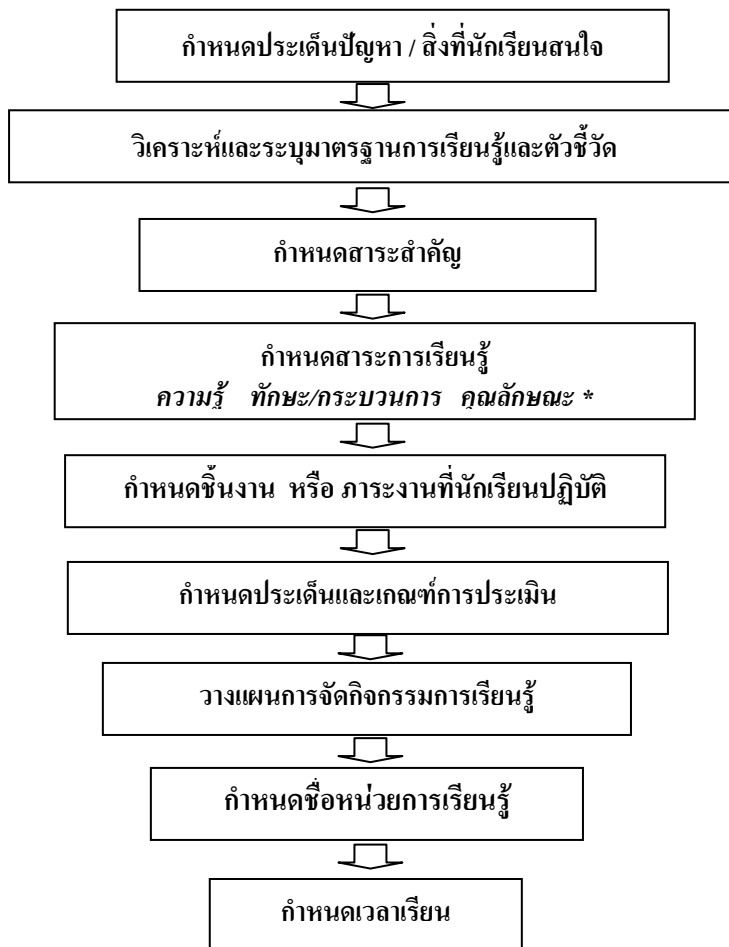 กำหนดประเด็นปัญหา / สิ่งที่นักเรียนสนใจ
วิเคราะห์และระบุมาตรฐานการเรียนรู้และตัวชี้วัด
กำหนดสาระสำคัญ
กำหนดสาระการเรียนรู้
ความรู้ ทักษะ/กระบวนการ คุณลักษณะ *
กำหนดชิ้นงาน หรือ ภาระงานที่นักเรียนปฏิบัติ
กำหนดประเด็นและเกณฑ์การประเมิน
วางแผนการจัดกิจกรรมการเรียนรู้
กำหนดชื่อหน่วยการเรียนรู้
กำหนดเวลาเรียน